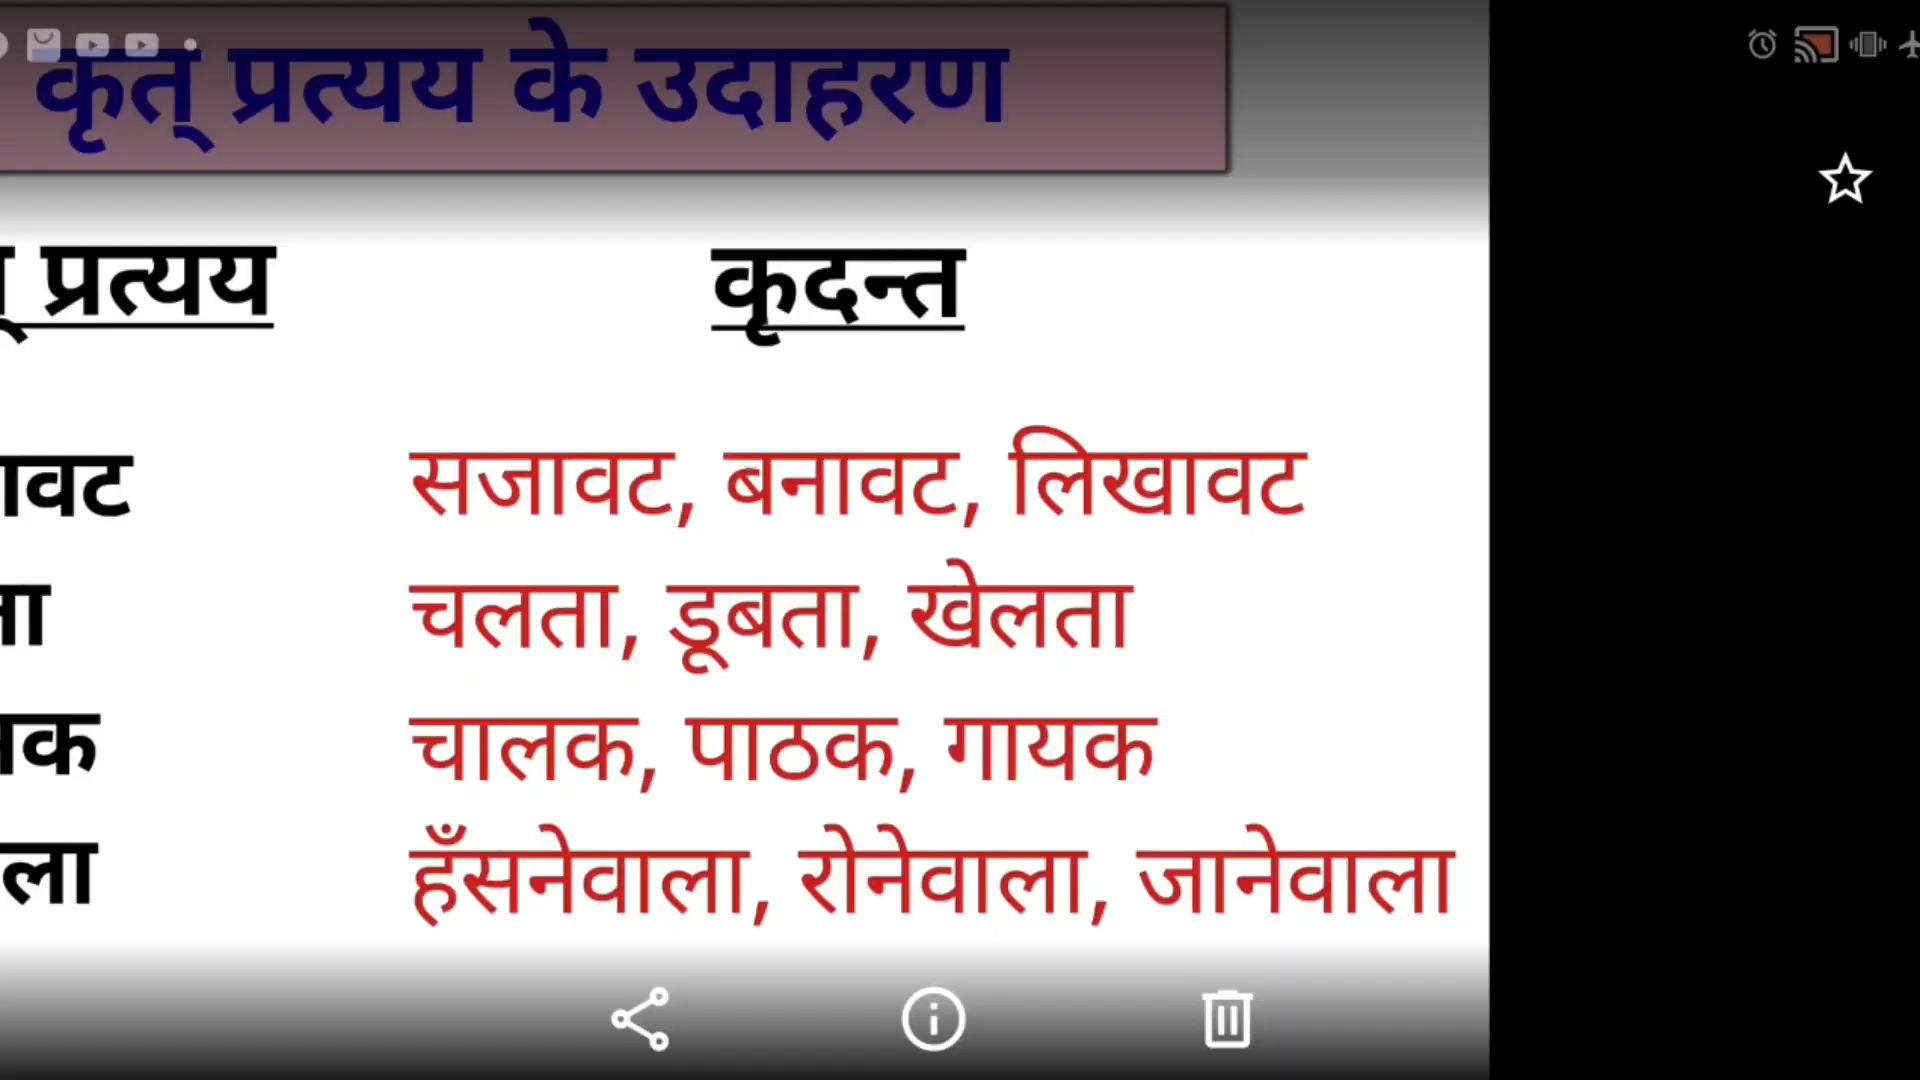 कृत् प्रत्यय के उदाहरण
प्रत्यय कृदन्त
सजावट, बनावट, लिखावट
चलता, डूबता, खेलता
चालक, पाठक, गायक
हँसनेवाला, रोनेवाला, जानेवाला